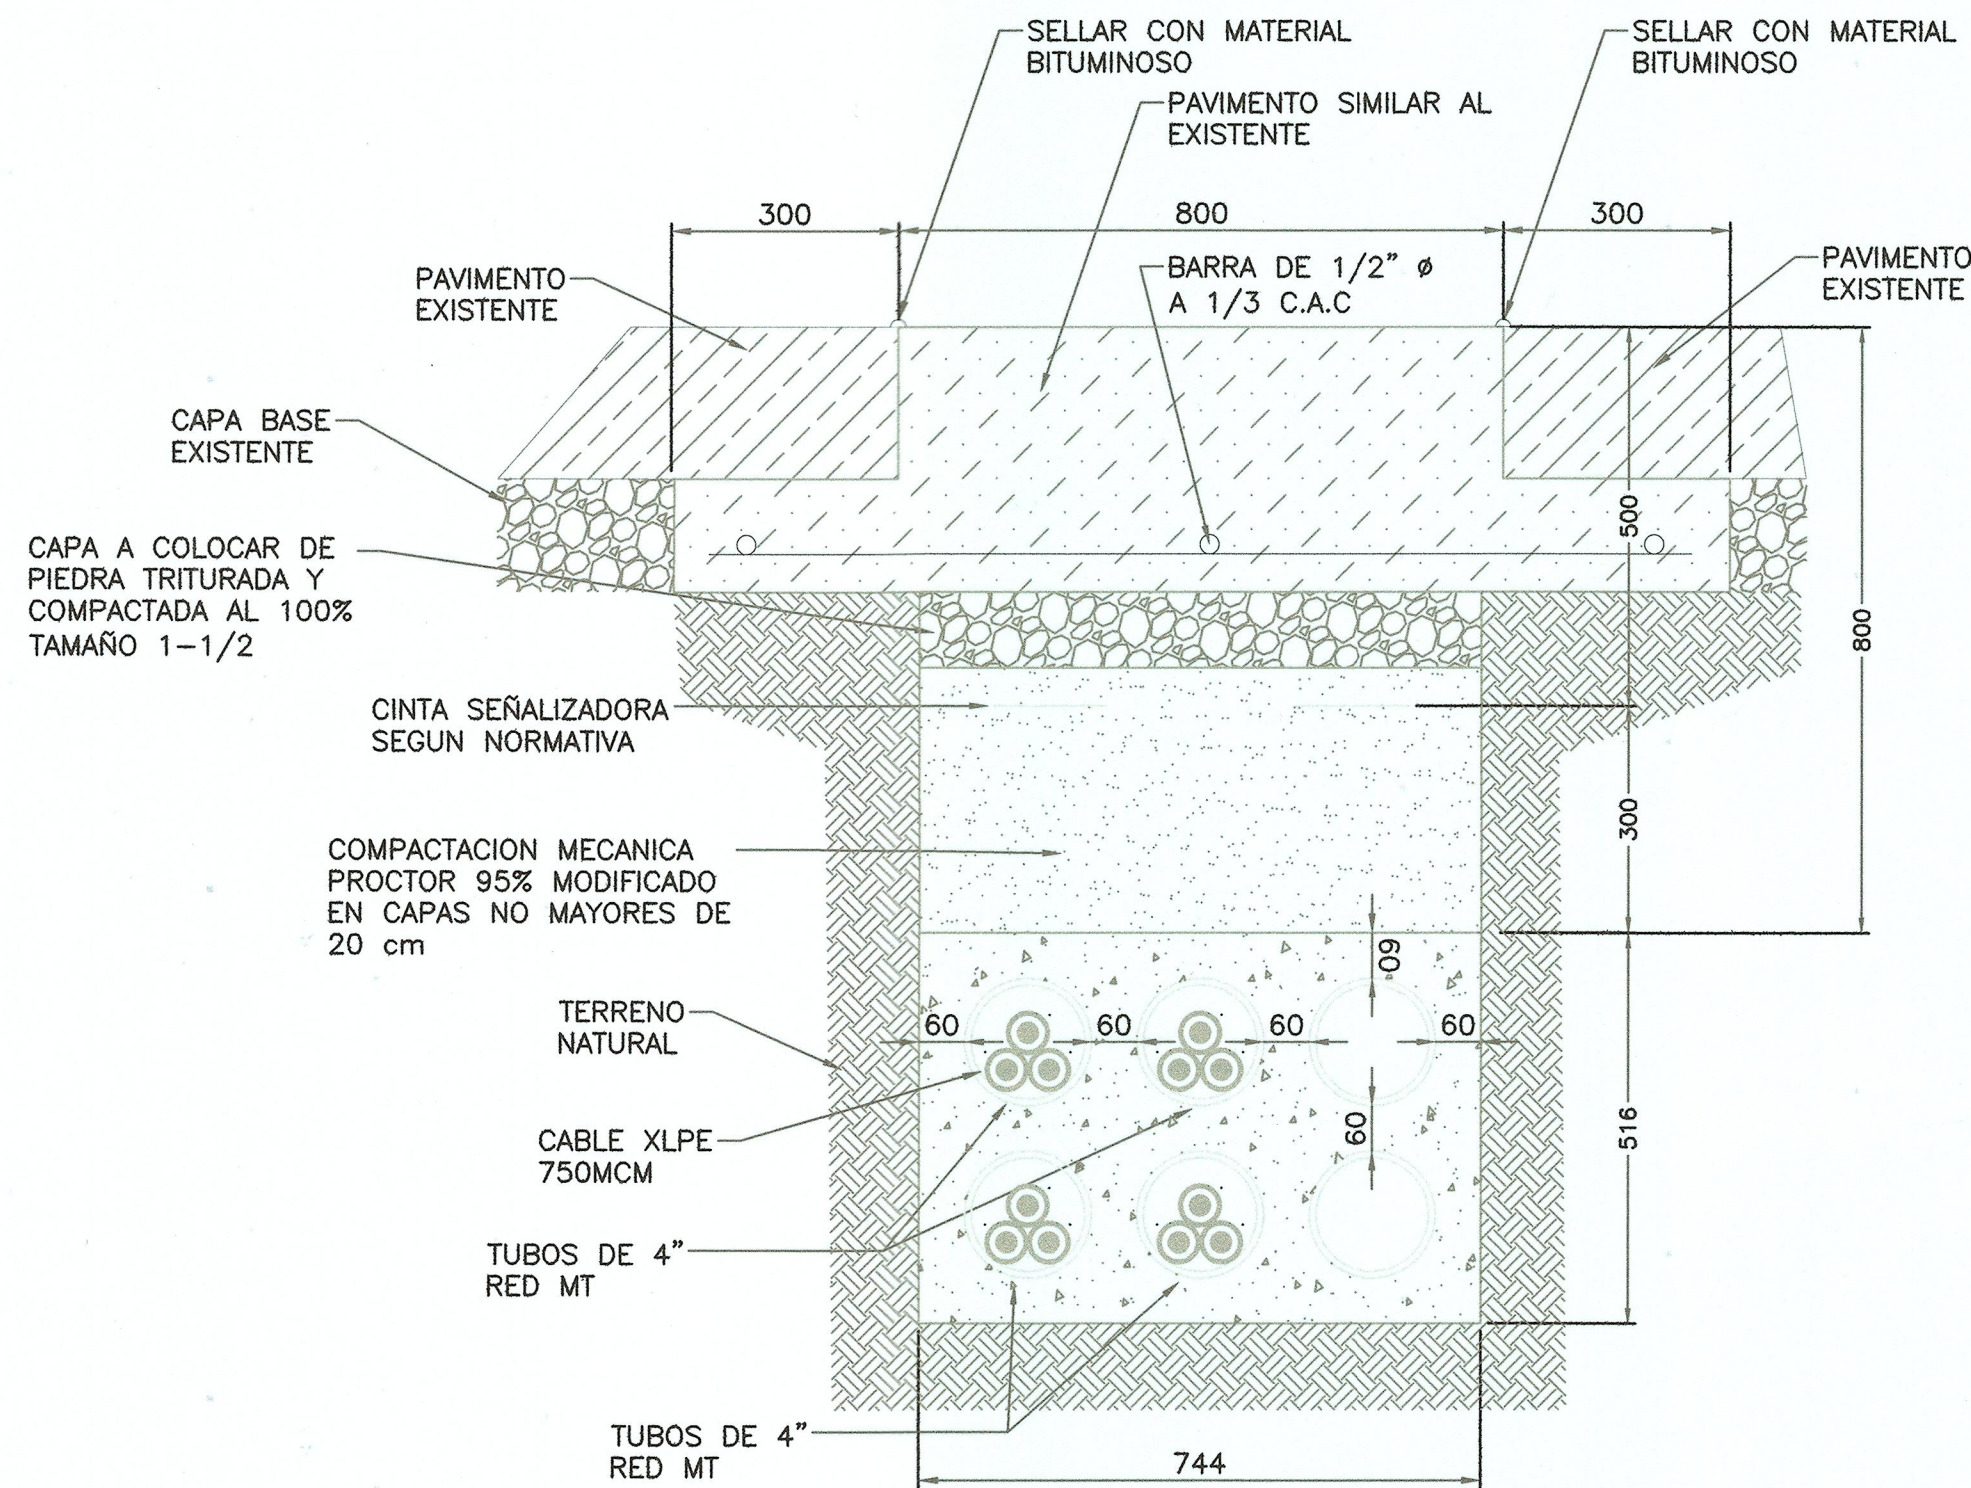 SELLAR CON MATERIAL
BITUMINOSO
SELLAR CON MATERIAL
BITUMINOSO
PAVIMENTO SIMILAR AL
EXISTENTE
300
800
300
PAVIMENTO
EXISTENTE
BARRA DE 1/2" ø
A 1/3 C.A.C
PAVIMENTO
EXISTENTE
CAPA BASE
EXISTENTE
500
CAPA A COLOCAR DE
PIEDRA TRITURADA Y
COMPACTADA AL 100%
TAMAÑO 1-1/2
800
CINTA SEÑALIZADORA
SEGUN NORMATIVA
300
COMPACTACION MECANICA
PROCTOR 95% MODIFICADO
EN CAPAS NO MAYORES DE
20 cm
60
TERRENO
NATURAL
60
60
60
60
60
516
CABLE XLPE
750MCM
TUBOS DE 4"
RED MT
TUBOS DE 4"
RED MT
744